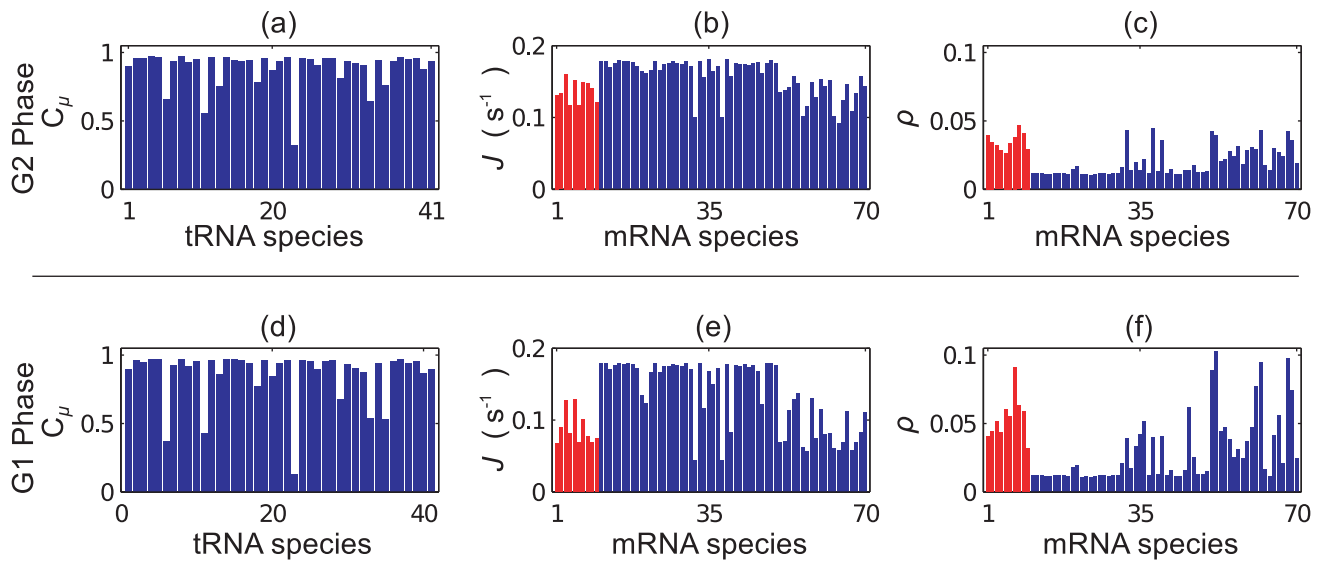 (a) (b) (c)
G2 Phase
C_μ
1
0.5
0
1 20 41
tRNA species
J (s⁻¹)
0.2
0.1
0
1 35 70
mRNA species
ρ
0.1
0.05
0
1 35 70
mRNA species
(d) (e) (f)
G1 Phase
C_μ
1
0.5
0
0 20 40
tRNA species
J (s⁻¹)
0.2
0.1
0
1 35 70
mRNA species
ρ
0.1
0.05
0
1 35 70
mRNA species